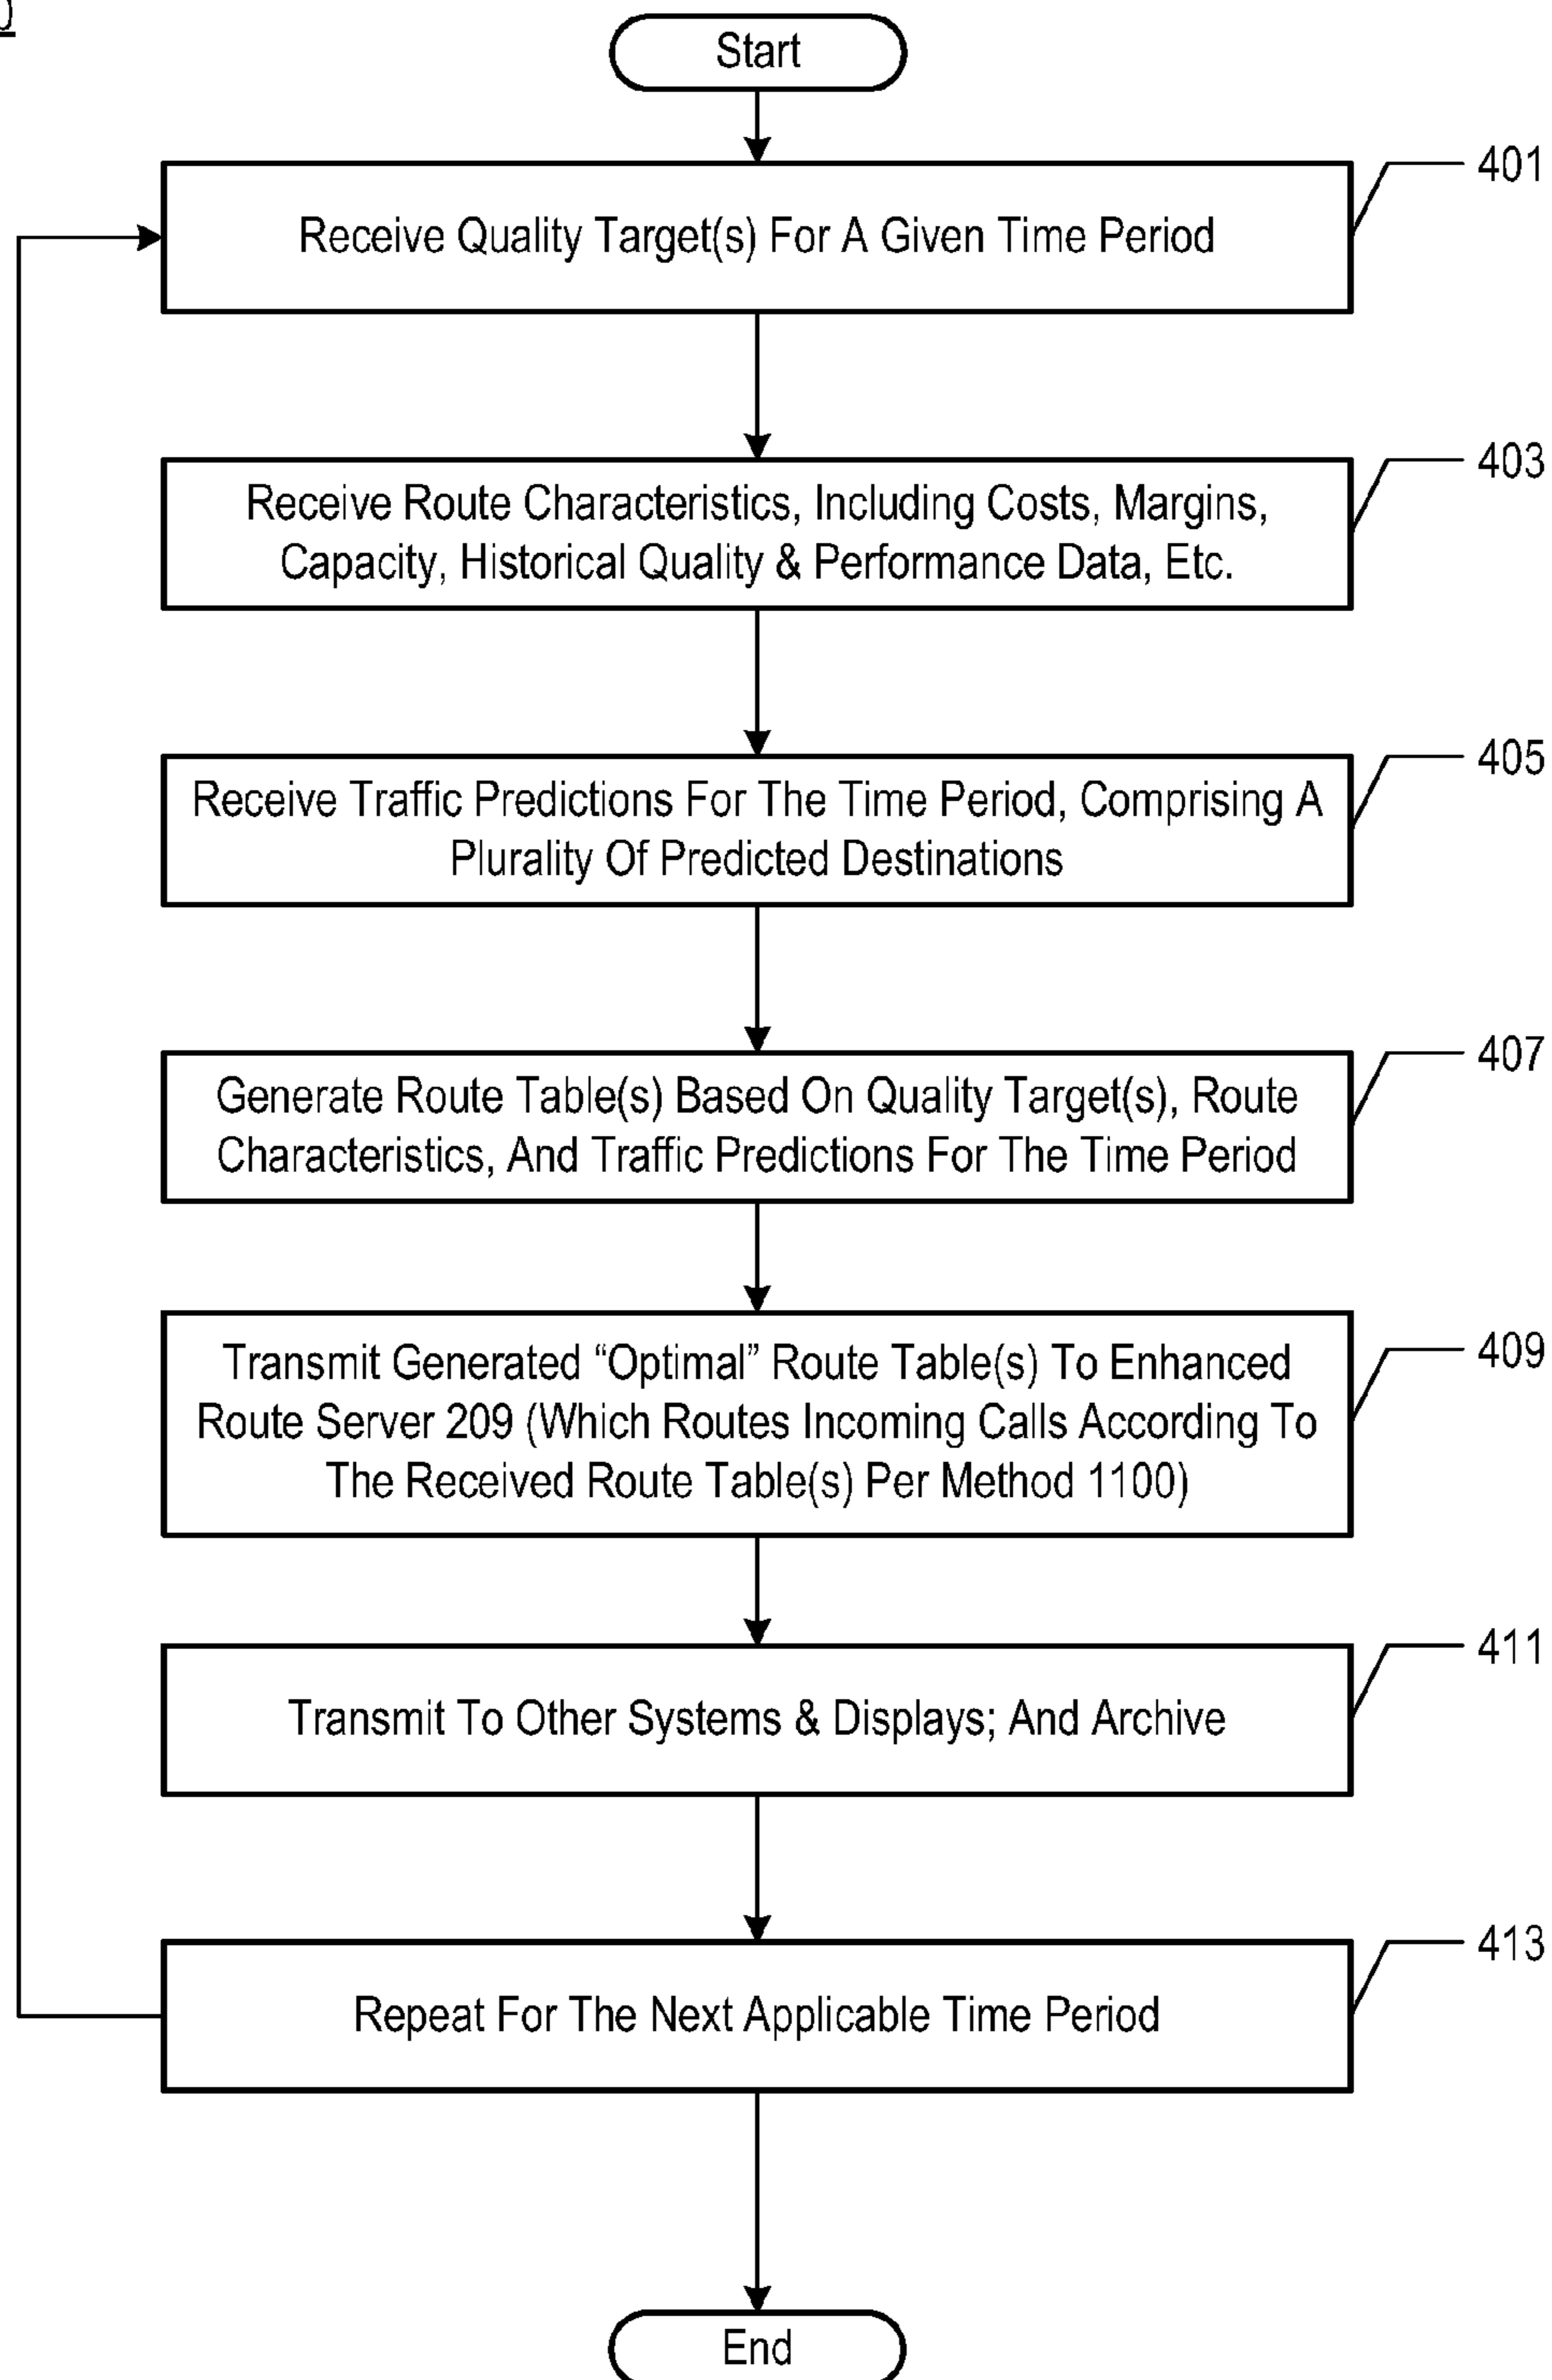 Start
401
Receive Quality Target(s) For A Given Time Period
403
Receive Route Characteristics, Including Costs, Margins,
Capacity, Historical Quality & Performance Data, Etc.
405
Receive Traffic Predictions For The Time Period, Comprising A
Plurality Of Predicted Destinations
407
Generate Route Table(s) Based On Quality Target(s), Route
Characteristics, And Traffic Predictions For The Time Period
409
Transmit Generated “Optimal” Route Table(s) To Enhanced
Route Server 209 (Which Routes Incoming Calls According To
The Received Route Table(s) Per Method 1100)
411
Transmit To Other Systems & Displays; And Archive
413
Repeat For The Next Applicable Time Period
End